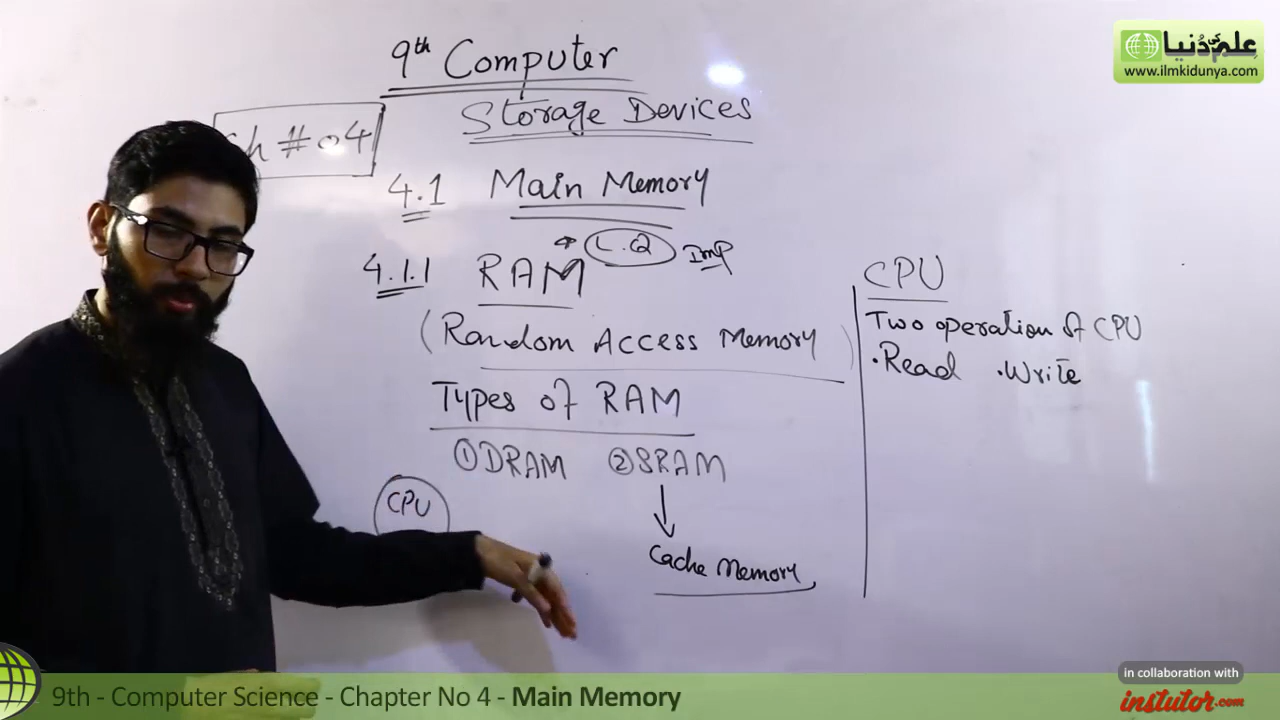 9th Computer
Storage Devices
Ch # 04
4.1 Main Memory
L.Q Imp
4.1.1 RAM
(Random Access Memory)
Types of RAM
①DRAM ②SRAM
CPU
Cache Memory
CPU
Two operation of CPU
·Read ·Write
علم کی دُنیا
www.ilmkidunya.com
9th - Computer Science - Chapter No 4 - Main Memory
in collaboration with
instutor.com